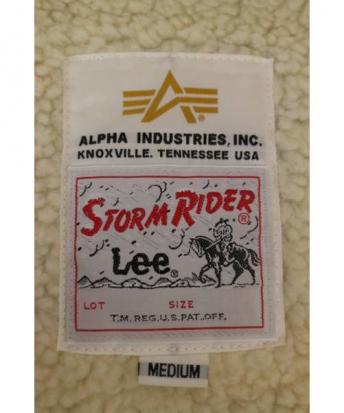 ALPHA INDUSTRIES, INC.
KNOXVILLE. TENNESSEE USA
STORM RIDER®
Lee®
LOT SIZE
T.M. REG. U.S. PAT. OFF.
MEDIUM